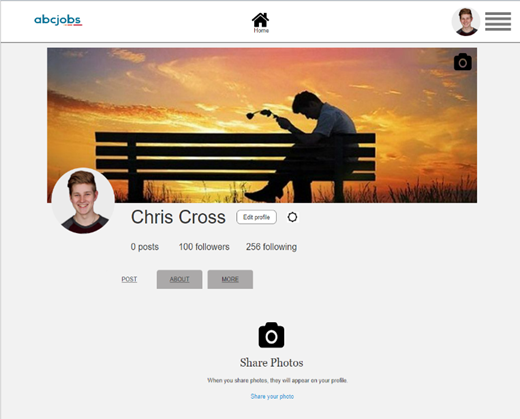 abcjobs
Home
Chris Cross Edit profile
0 posts 100 followers 256 following
POST ABOUT MORE
Share Photos
When you share photos, they will appear on your profile.
Share your photo